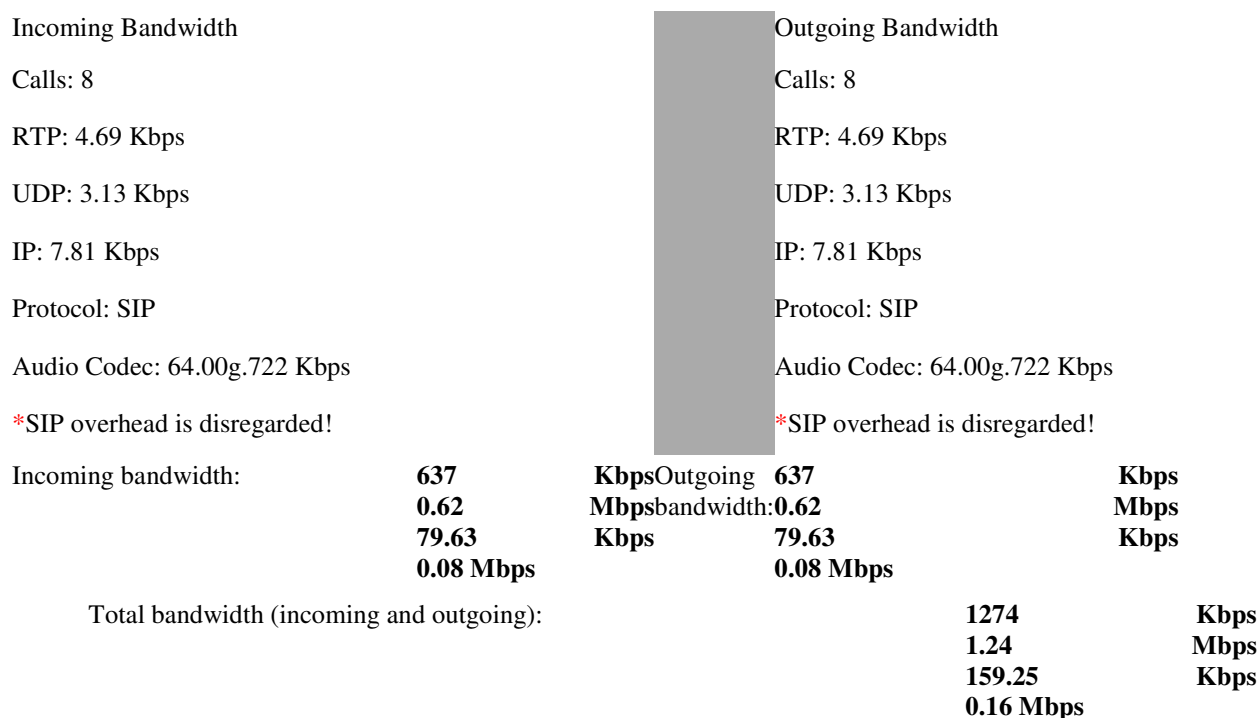 Incoming Bandwidth
Calls: 8
RTP: 4.69 Kbps
UDP: 3.13 Kbps
IP: 7.81 Kbps
Protocol: SIP
Audio Codec: 64.00g.722 Kbps
*SIP overhead is disregarded!
Outgoing Bandwidth
Calls: 8
RTP: 4.69 Kbps
UDP: 3.13 Kbps
IP: 7.81 Kbps
Protocol: SIP
Audio Codec: 64.00g.722 Kbps
*SIP overhead is disregarded!
Incoming bandwidth: 637 Kbps
0.62 Mbps
79.63 Kbps
0.08 Mbps
Outgoing 637 Kbps
bandwidth: 0.62 Mbps
79.63 Kbps
0.08 Mbps
Total bandwidth (incoming and outgoing): 1274 Kbps
1.24 Mbps
159.25 Kbps
0.16 Mbps